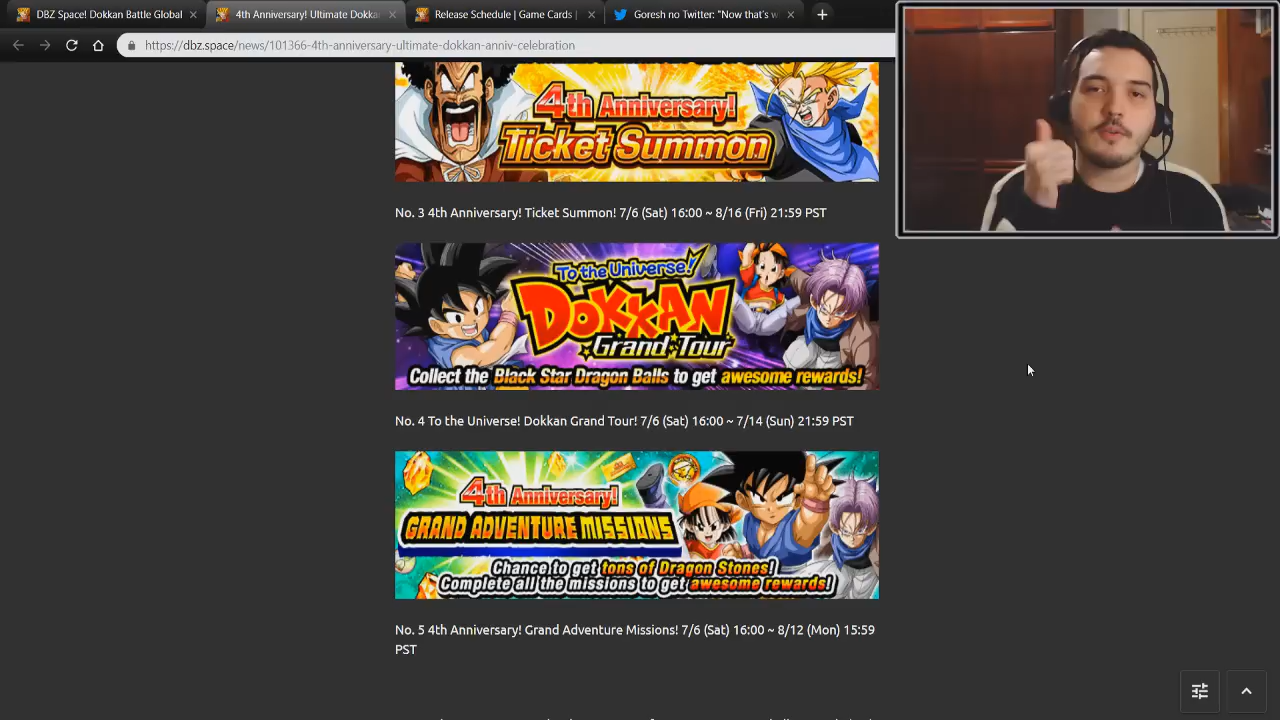 DBZ Space! Dokkan Battle Global
4th Anniversary! Ultimate Dokka
Release Schedule | Game Cards |
Goresh no Twitter: "Now that's w
https://dbz.space/news/101366-4th-anniversary-ultimate-dokkan-anniv-celebration
4th Anniversary!
Ticket Summon
No. 3 4th Anniversary! Ticket Summon! 7/6 (Sat) 16:00 ~ 8/16 (Fri) 21:59 PST
To the Universe!
DOKKAN
Grand Tour
Collect the Black Star Dragon Balls to get awesome rewards!
No. 4 To the Universe! Dokkan Grand Tour! 7/6 (Sat) 16:00 ~ 7/14 (Sun) 21:59 PST
4th Anniversary!
GRAND ADVENTURE MISSIONS
Chance to get tons of Dragon Stones!
Complete all the missions to get awesome rewards!
No. 5 4th Anniversary! Grand Adventure Missions! 7/6 (Sat) 16:00 ~ 8/12 (Mon) 15:59
PST